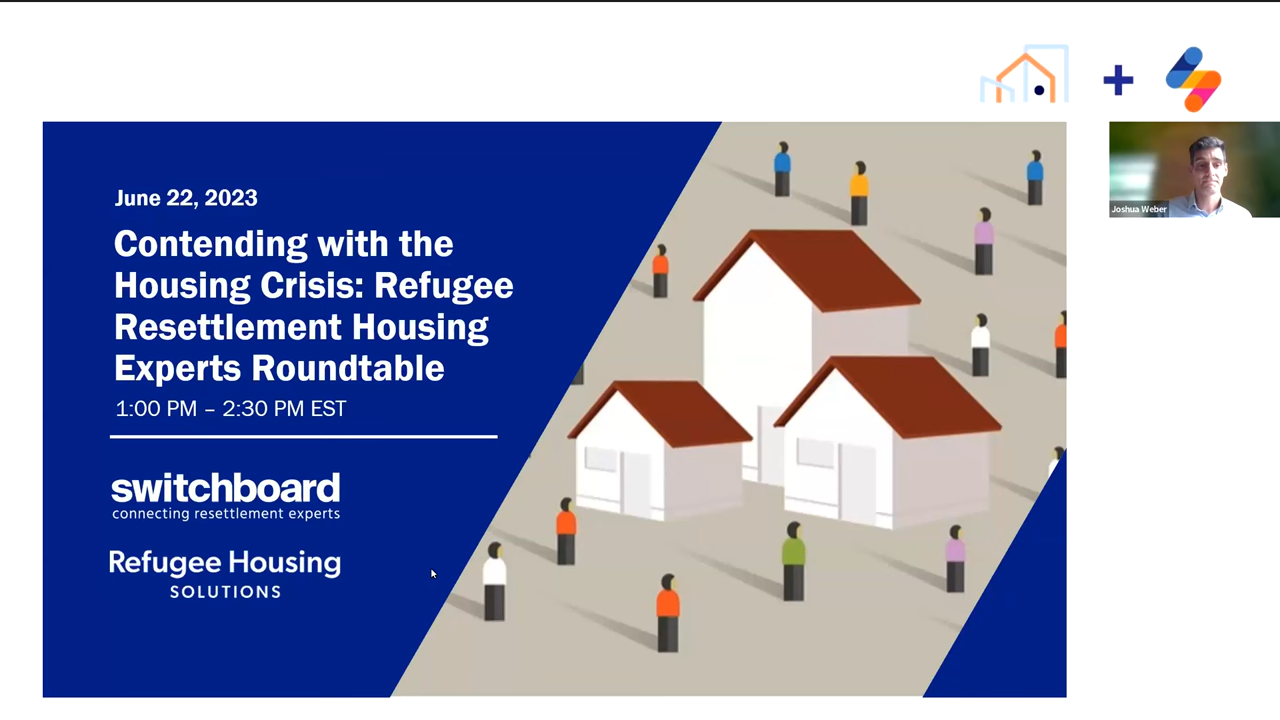 June 22, 2023
Contending with the
Housing Crisis: Refugee
Resettlement Housing
Experts Roundtable
1:00 PM – 2:30 PM EST
switchboard
connecting resettlement experts
Refugee Housing
SOLUTIONS
Joshua Weber